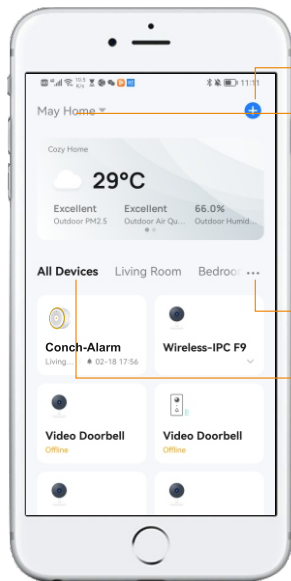 10.5 K/s 11:11
May Home
Cozy Home
29°C
Excellent Excellent 66.0%
Outdoor PM2.5 Outdoor Air Qu... Outdoor Humid...
All Devices Living Room Bedroo ...
Conch-Alarm Wireless-IPC F9
Living... 02-18 17:56
Video Doorbell Video Doorbell
Offline Offline